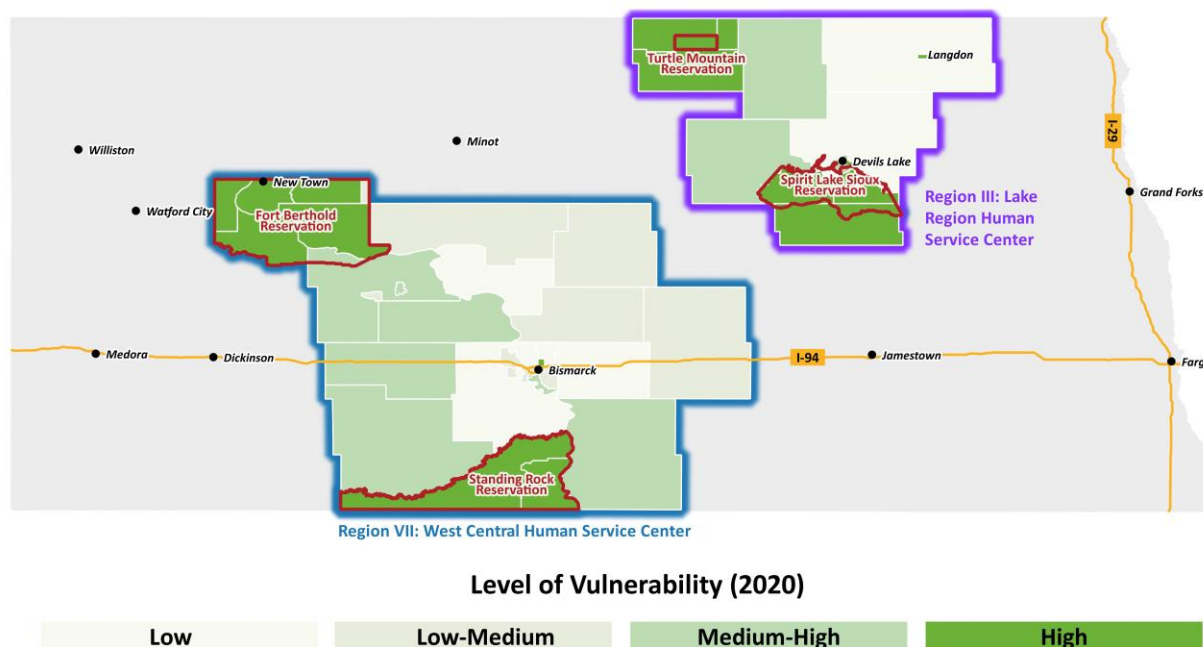 Turtle Mountain
Reservation
Langdon
Williston
Minot
I-29
Devils Lake
New Town
Spirit Lake Sioux
Reservation
Grand Forks
Watford City
Fort Berthold
Reservation
Region III: Lake
Region Human
Service Center
Medora
Dickinson
Bismarck
I-94
Jamestown
Farg
Standing Rock
Reservation
Region VII: West Central Human Service Center
Level of Vulnerability (2020)
Low
Low-Medium
Medium-High
High